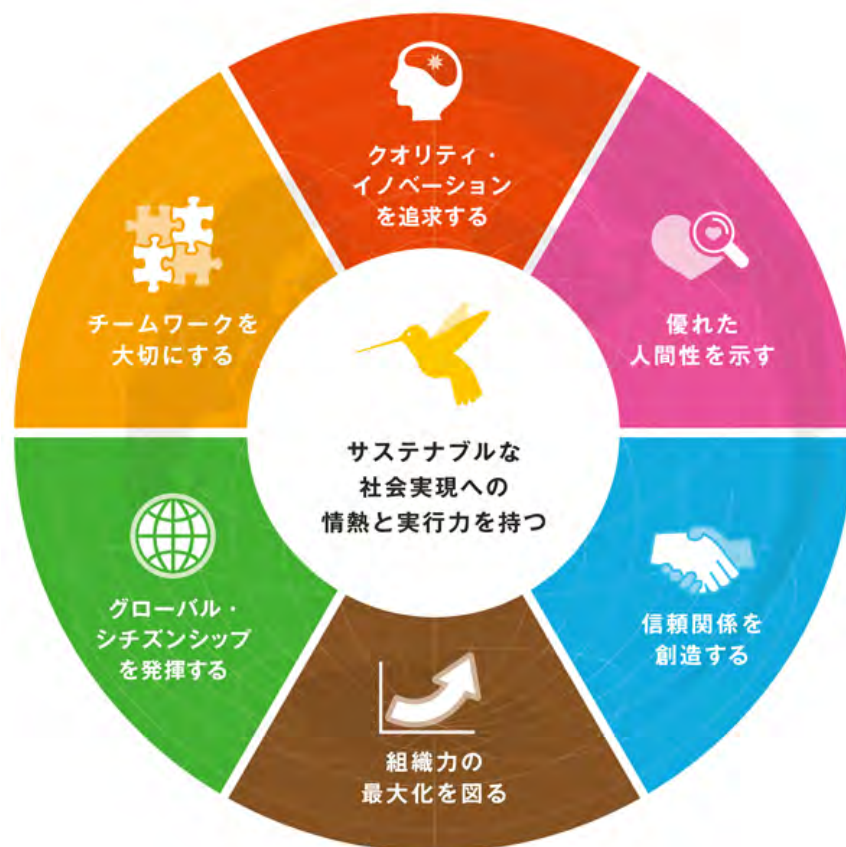 クオリティ・
イノベーション
を追求する
優れた
人間性を示す
信頼関係を
創造する
組織力の
最大化を図る
グローバル・
シチズンシップ
を発揮する
チームワークを
大切にする
サステナブルな
社会実現への
情熱と実行力を持つ